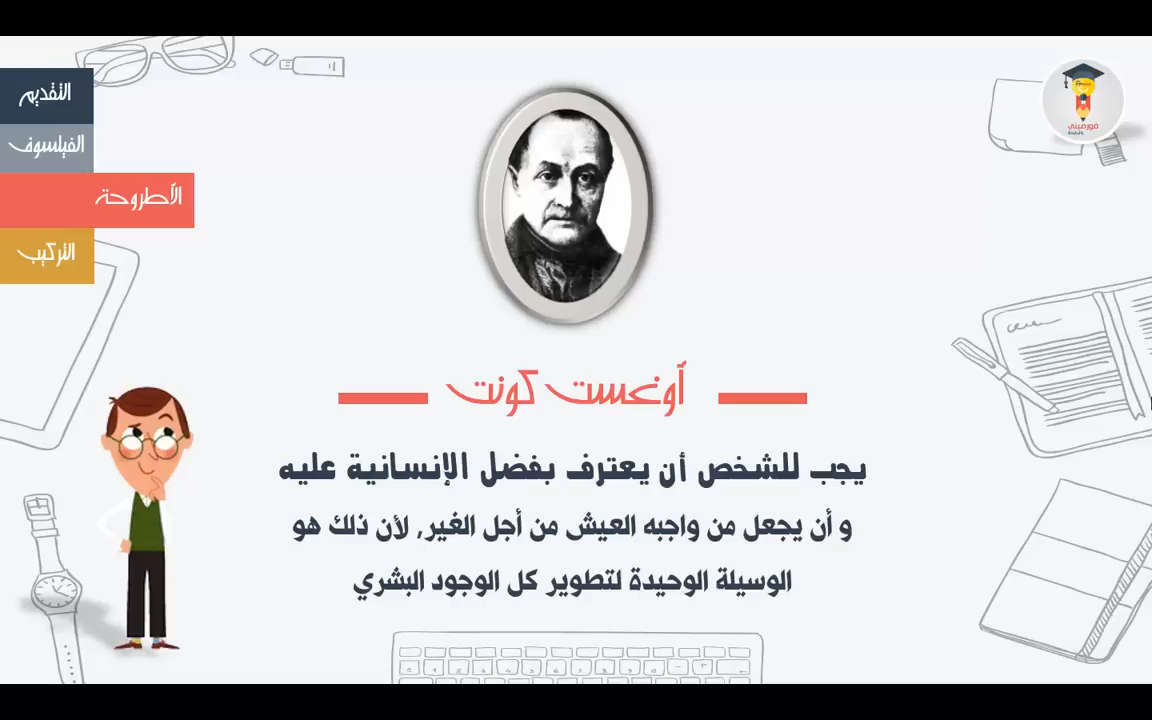 التقديم
الفيلسوف
الأطروحة
التركيب
فورميني
أوغست كونت
يجب للشخص أن يعترف بفضل الإنسانية عليه
و أن يجعل من واجبه العيش من أجل الغير, لأن ذلك هو
الوسيلة الوحيدة لتطوير كل الوجود البشري